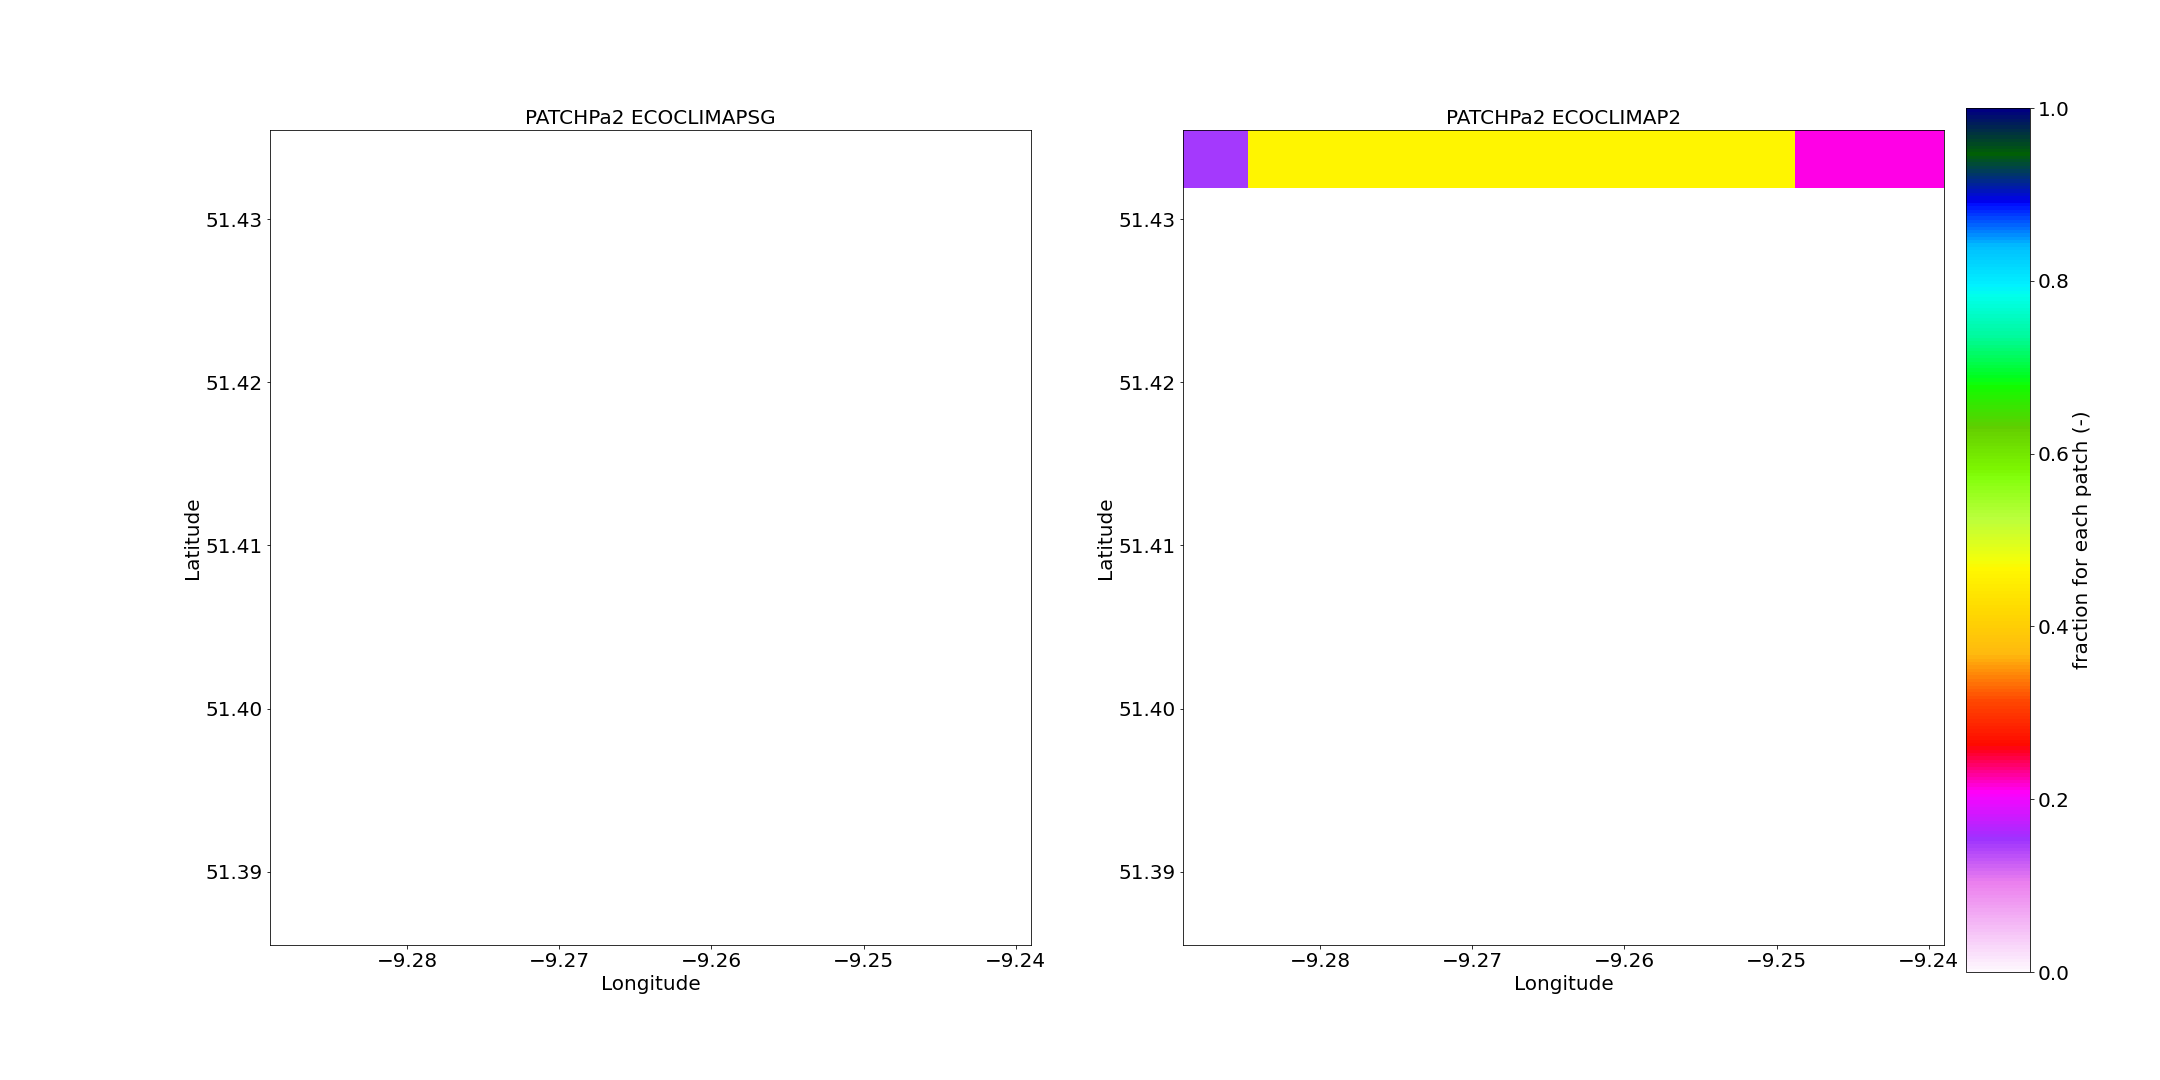 PATCHPa2 ECOCLIMAPSG
51.43
51.42
51.41
51.40
51.39
Latitude
−9.28 −9.27 −9.26 −9.25 −9.24
Longitude
PATCHPa2 ECOCLIMAP2
51.43
51.42
51.41
51.40
51.39
Latitude
−9.28 −9.27 −9.26 −9.25 −9.24
Longitude
1.0
0.8
0.6
0.4
0.2
0.0
fraction for each patch (-)